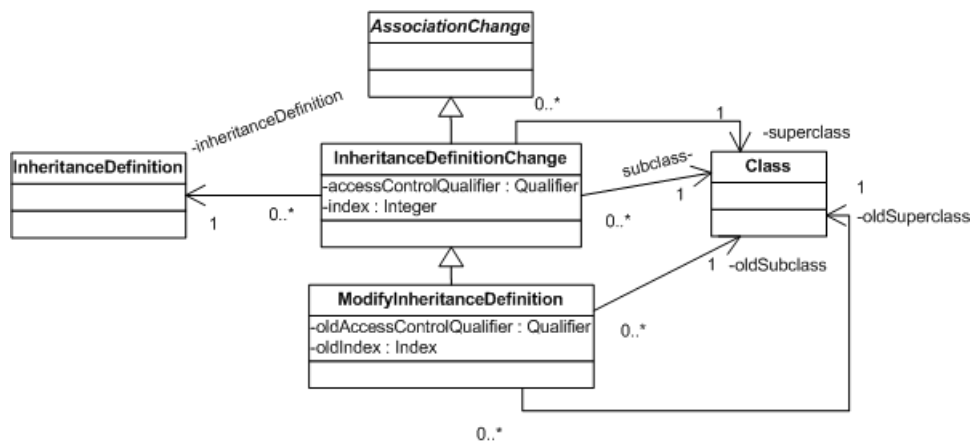 AssociationChange
0..*
1
-superclass
-inheritanceDefinition
InheritanceDefinition
InheritanceDefinitionChange
-accessControlQualifier : Qualifier
-index : Integer
subclass-
Class
1
0..*
1
0..*
1
-oldSuperclass
1
-oldSubclass
ModifyInheritanceDefinition
-oldAccessControlQualifier : Qualifier
-oldIndex : Index
0..*
0..*